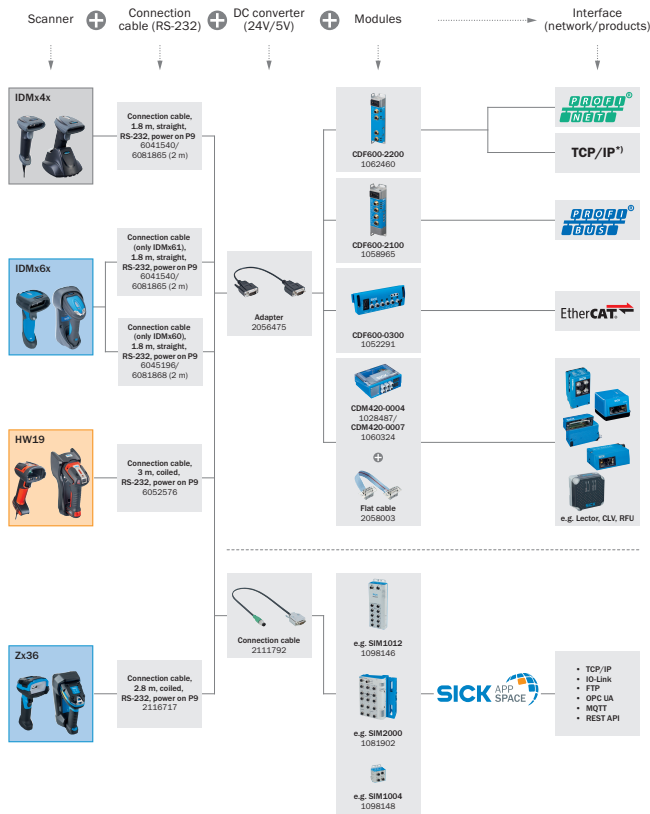 Scanner
Connection
cable (RS-232)
DC converter
(24V/5V)
Modules
Interface
(network/products)
IDMx4x
Connection cable,
1.8 m, straight,
RS-232, power on P9
6041540/
6081865 (2 m)
CDF600-2200
1062460
PROFI
NET
®
TCP/IP*)
IDMx6x
Connection cable
(only IDMx61),
1.8 m, straight,
RS-232, power on P9
6041540/
6081865 (2 m)
Connection cable
(only IDMx60),
1.8 m, straight,
RS-232, power on P9
6045196/
6081868 (2 m)
Adapter
2056475
CDF600-2100
1058965
PROFI
BUS
®
CDF600-0300
1052291
EtherCAT®
HW19
Connection cable,
3 m, coiled,
RS-232, power on P9
6052576
CDM420-0004
1028487/
CDM420-0007
1060324
Flat cable
2058003
e.g. Lector, CLV, RFU
Zx36
Connection cable,
2.8 m, coiled,
RS-232, power on P9
2116717
Connection cable
2111792
e.g. SIM1012
1098146
e.g. SIM2000
1081902
e.g. SIM1004
1098148
SICK APP
SPACE
• TCP/IP
• IO-Link
• FTP
• OPC UA
• MQTT
• REST API